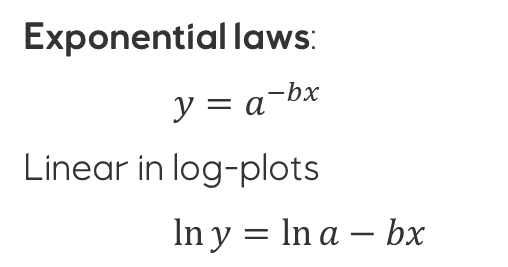 Exponential laws:
y = a^{-bx}
Linear in log-plots
ln y = ln a − bx